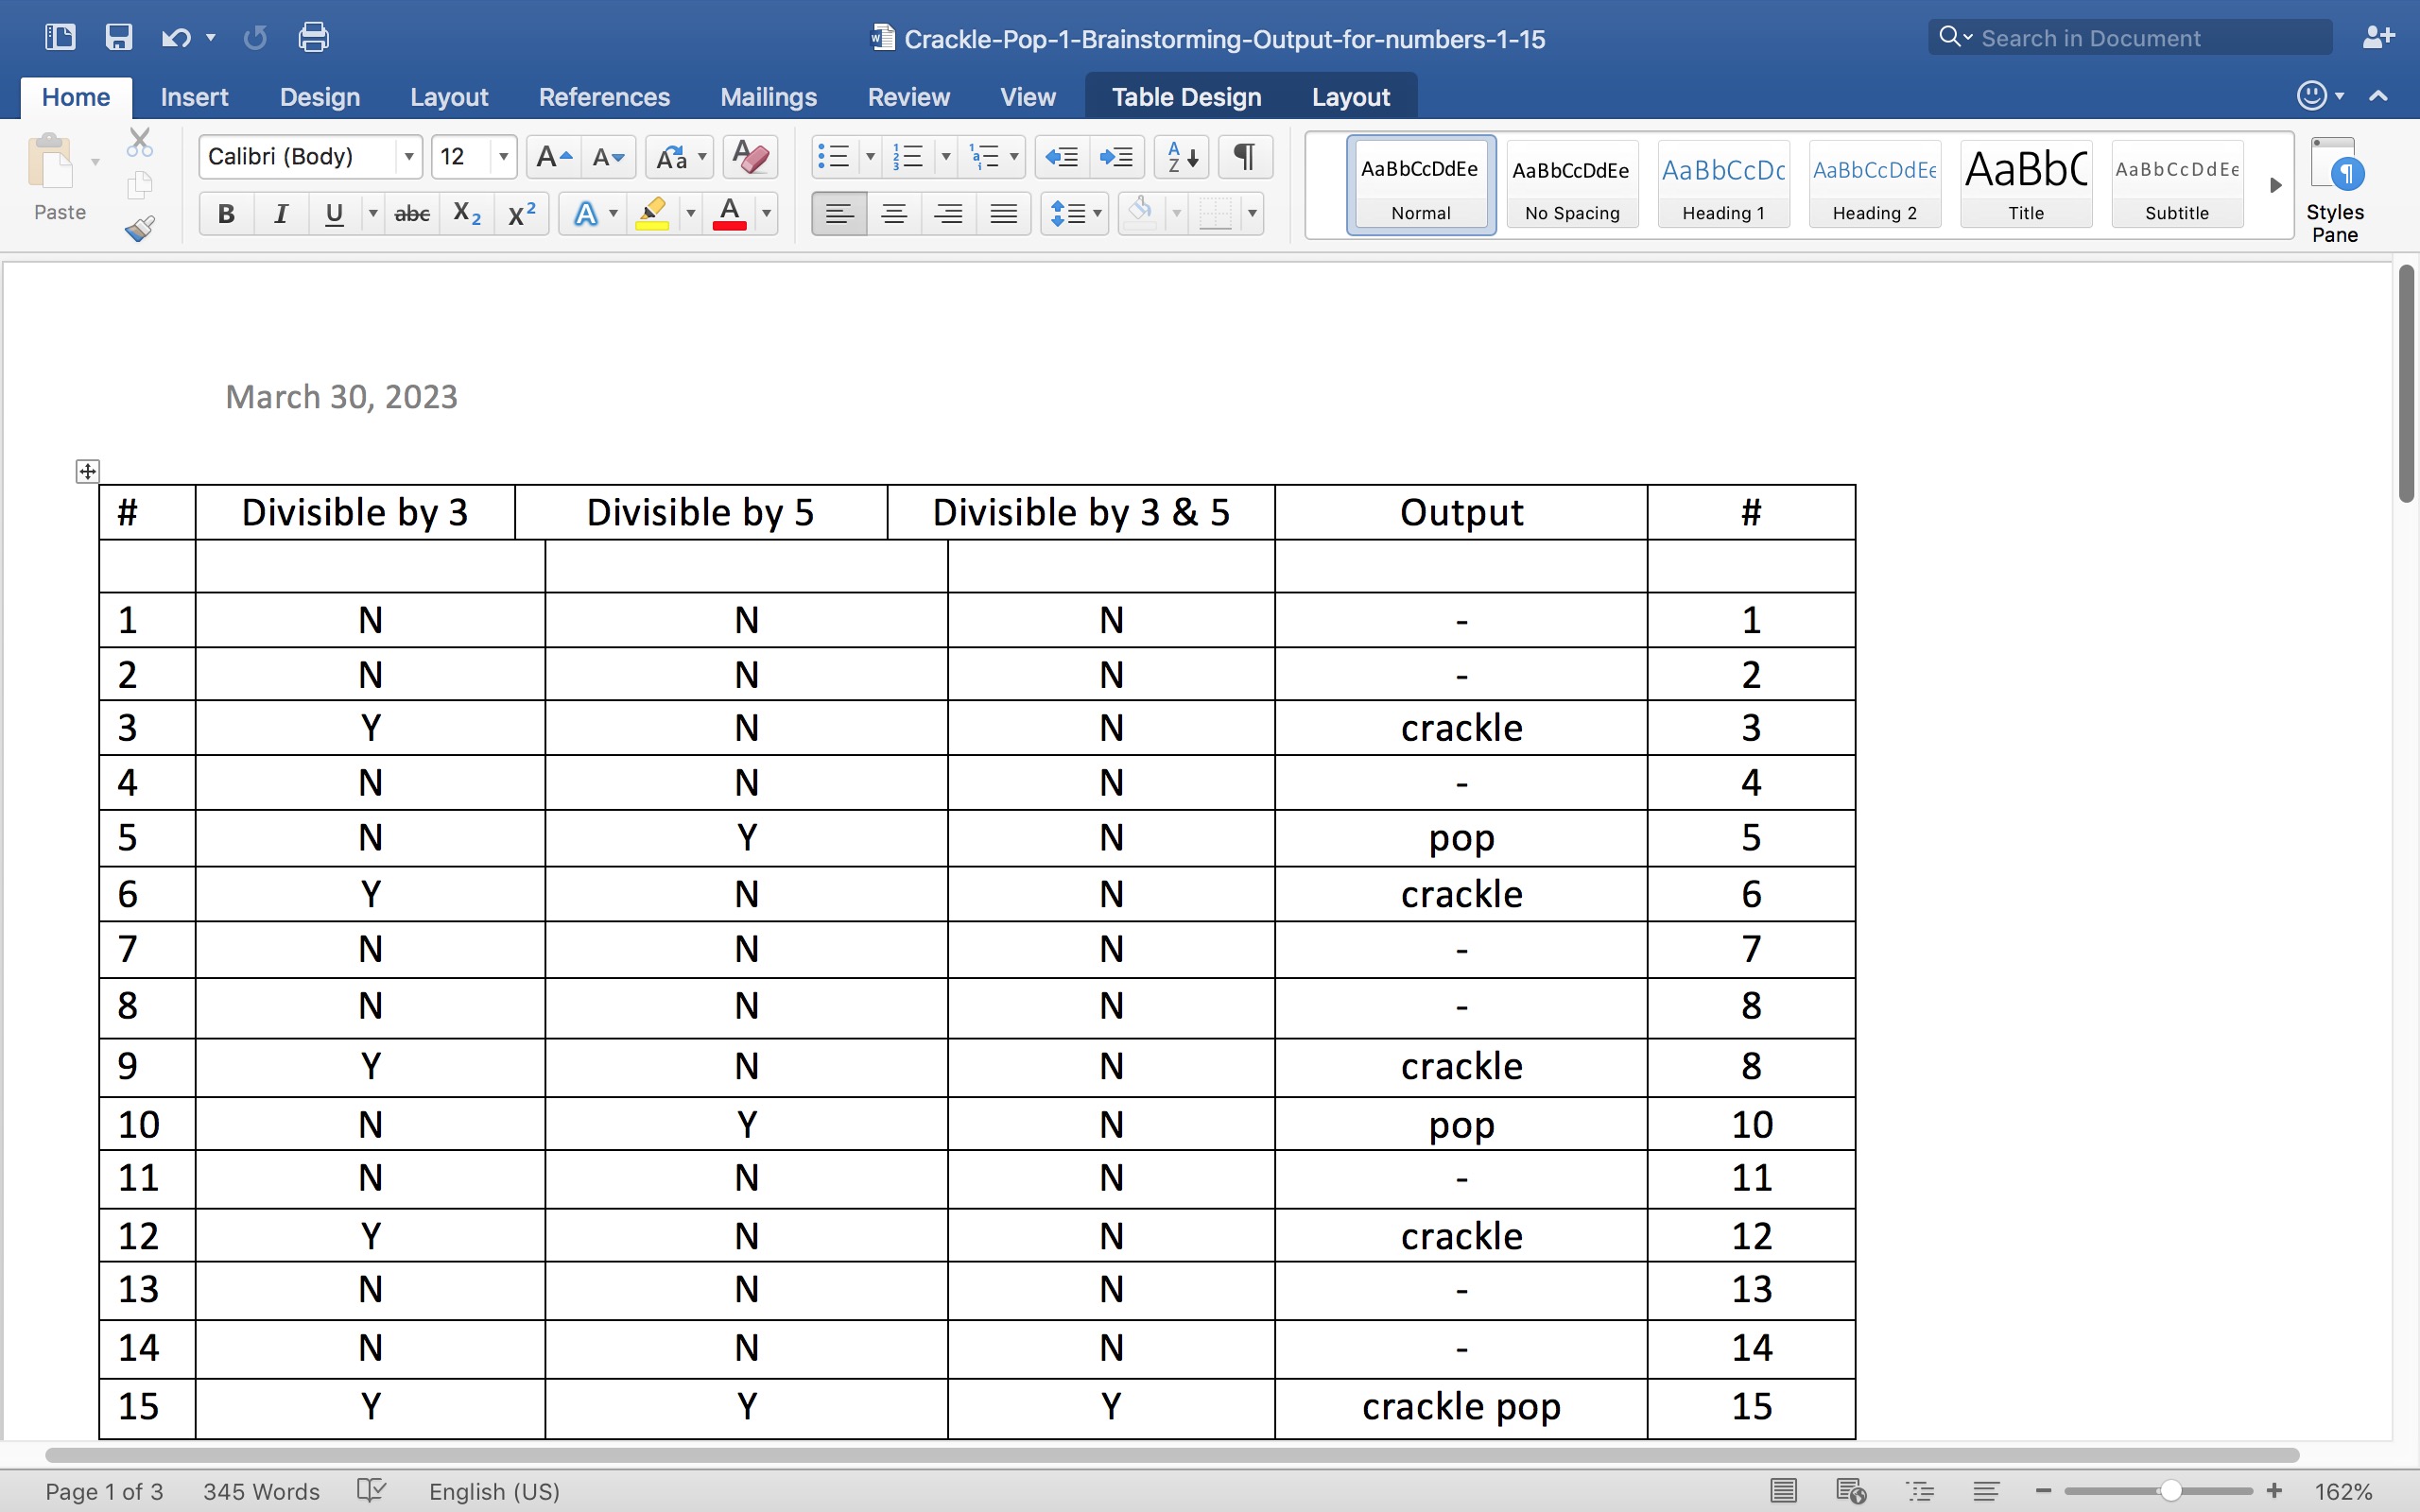 Crackle-Pop-1-Brainstorming-Output-for-numbers-1-15
Search in Document
Home Insert Design Layout References Mailings Review View Table Design Layout
Paste
Calibri (Body) 12
AaBbCcDdEe AaBbCcDdEe AaBbCcDc AaBbCcDdEe AaBbC AaBbCcDdEe
Normal No Spacing Heading 1 Heading 2 Title Subtitle
Styles
Pane
March 30, 2023
# Divisible by 3 Divisible by 5 Divisible by 3 & 5 Output #
1 N N N - 1
2 N N N - 2
3 Y N N crackle 3
4 N N N - 4
5 N Y N pop 5
6 Y N N crackle 6
7 N N N - 7
8 N N N - 8
9 Y N N crackle 8
10 N Y N pop 10
11 N N N - 11
12 Y N N crackle 12
13 N N N - 13
14 N N N - 14
15 Y Y Y crackle pop 15
Page 1 of 3 345 Words English (US) 162%